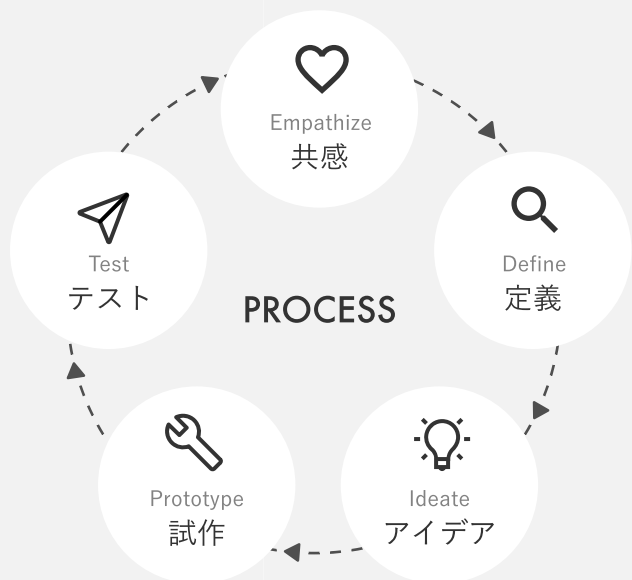 Empathize
共感
Define
定義
Ideate
アイデア
Prototype
試作
Test
テスト
PROCESS